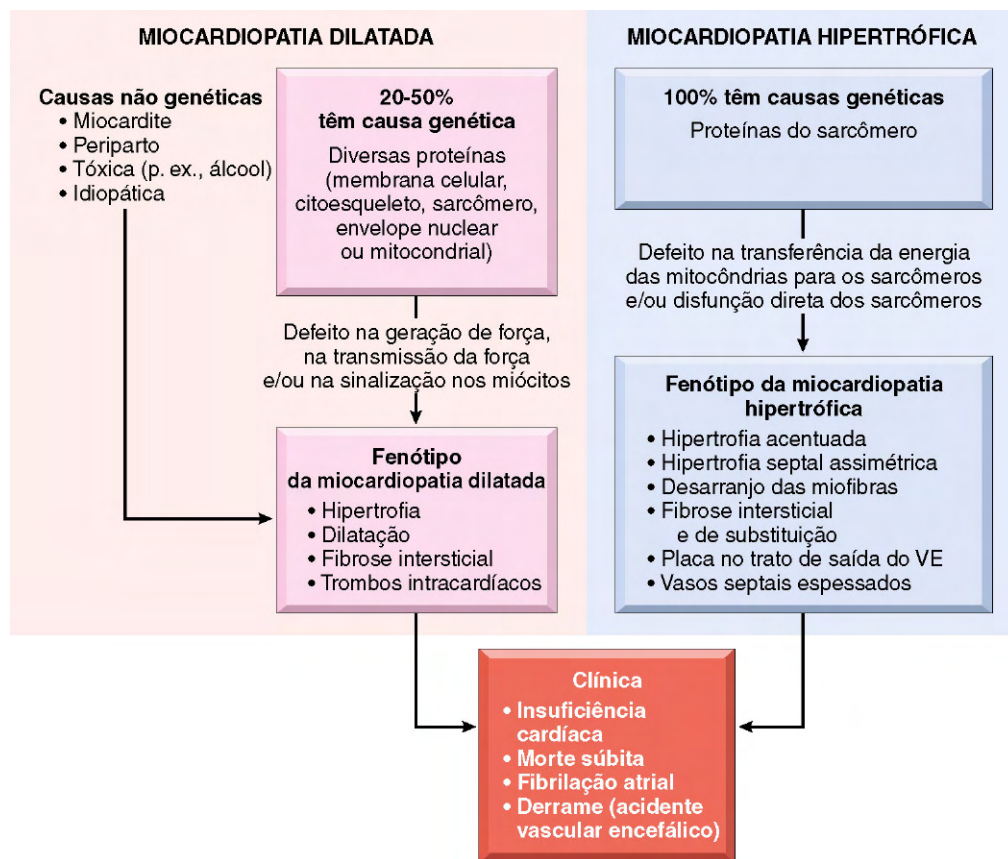 MIOCARDIOPATIA DILATADA
Causas não genéticas
• Miocardite
• Periparto
• Tóxica (p. ex., álcool)
• Idiopática
20-50%
têm causa genética
Diversas proteínas
(membrana celular,
citoesqueleto, sarcômero,
envelope nuclear
ou mitocondrial)
Defeito na geração de força,
na transmissão da força
e/ou na sinalização nos miócitos
Fenótipo
da miocardiopatia dilatada
• Hipertrofia
• Dilatação
• Fibrose intersticial
• Trombos intracardíacos
MIOCARDIOPATIA HIPERTRÓFICA
100% têm causas genéticas
Proteínas do sarcômero
Defeito na transferência da energia
das mitocôndrias para os sarcômeros
e/ou disfunção direta dos sarcômeros
Fenótipo da miocardiopatia
hipertrófica
• Hipertrofia acentuada
• Hipertrofia septal assimétrica
• Desarranjo das miofibras
• Fibrose intersticial
e de substituição
• Placa no trato de saída do VE
• Vasos septais espessados
Clínica
• Insuficiência
cardíaca
• Morte súbita
• Fibrilação atrial
• Derrame (acidente
vascular encefálico)